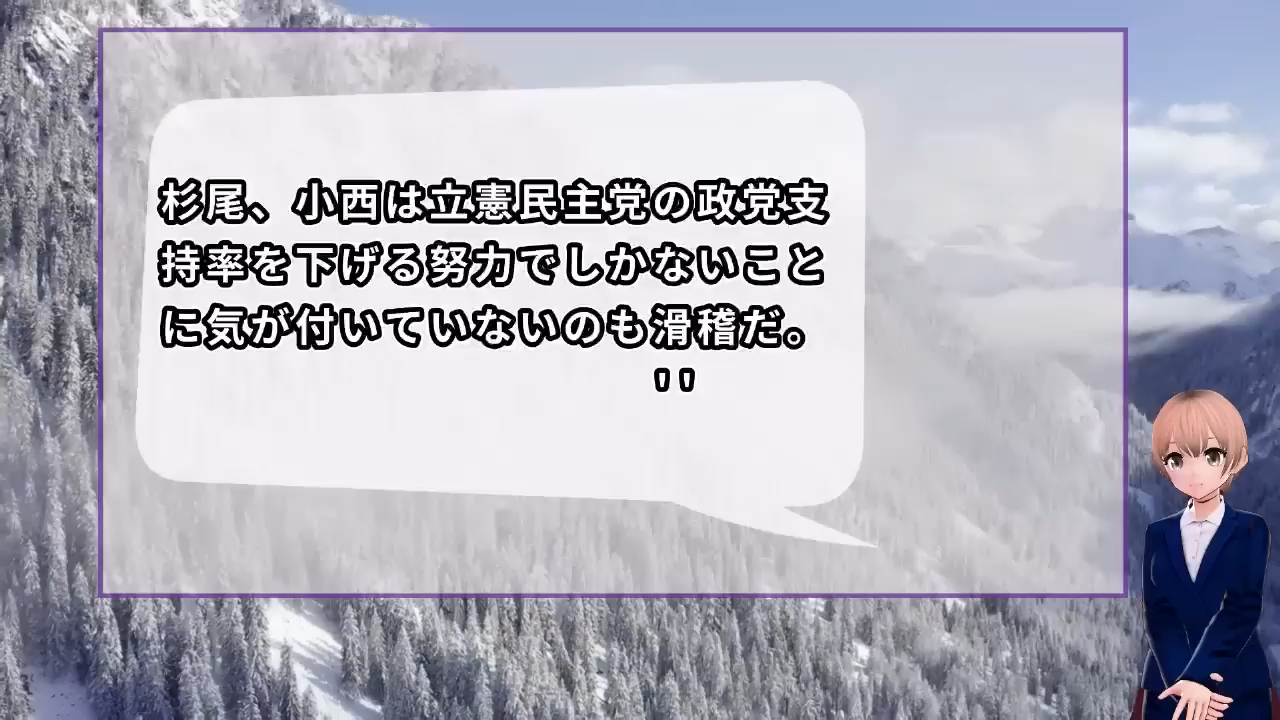 杉尾、小西は立憲民主党の政党支
持率を下げる努力でしかないこと
に気が付いていないのも滑稽だ。
"